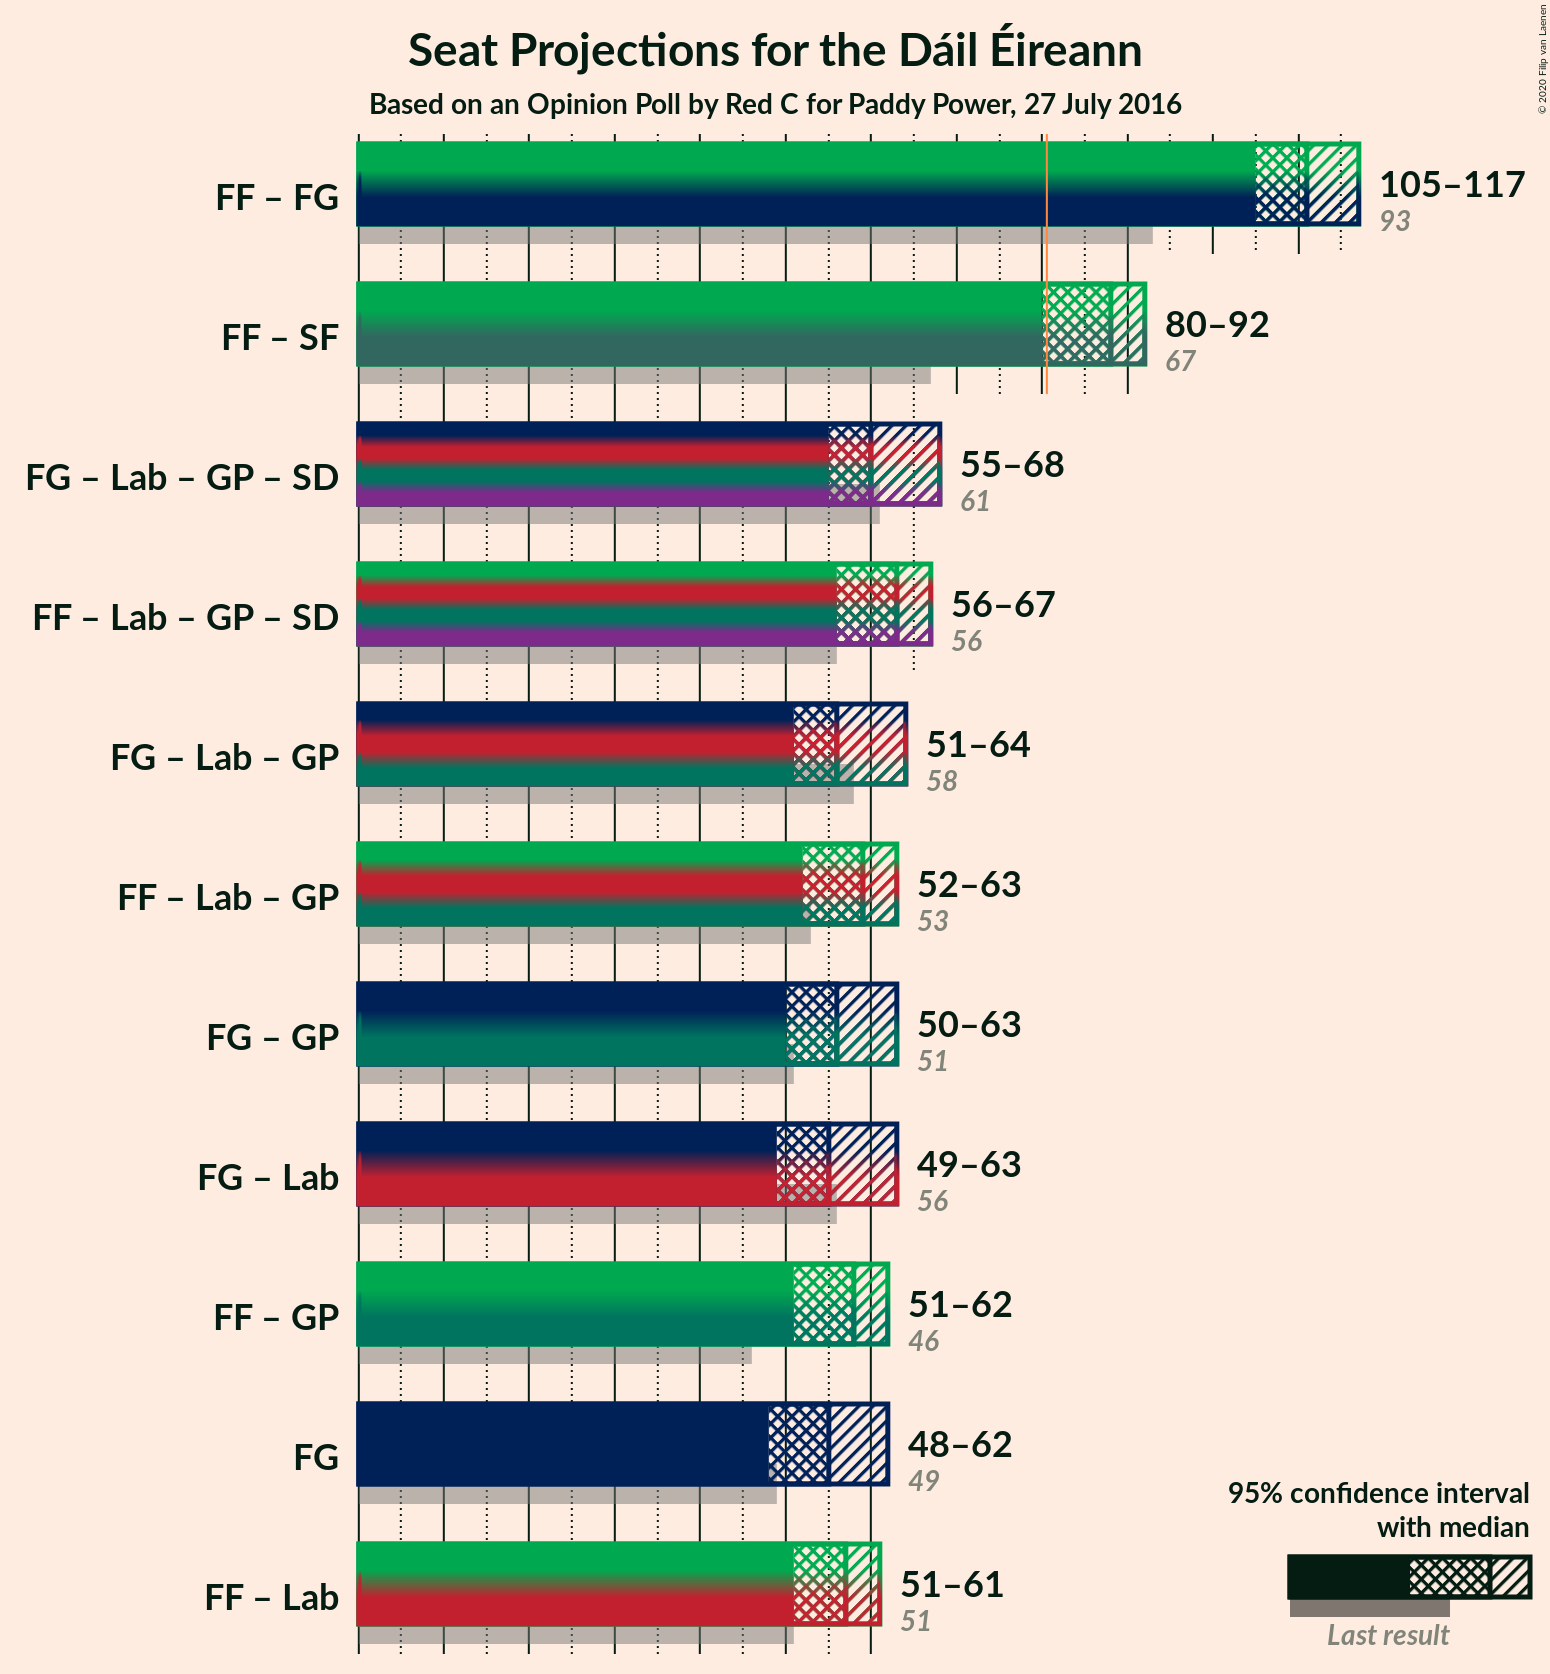 Seat Projections for the Dáil Éireann
Based on an Opinion Poll by Red C for Paddy Power, 27 July 2016
© 2020 Filip van Laenen
FF – FG
105–117
93
FF – SF
80–92
67
FG – Lab – GP – SD
55–68
61
FF – Lab – GP – SD
56–67
56
FG – Lab – GP
51–64
58
FF – Lab – GP
52–63
53
FG – GP
50–63
51
FG – Lab
49–63
56
FF – GP
51–62
46
FG
48–62
49
FF – Lab
51–61
51
95% confidence interval
with median
Last result